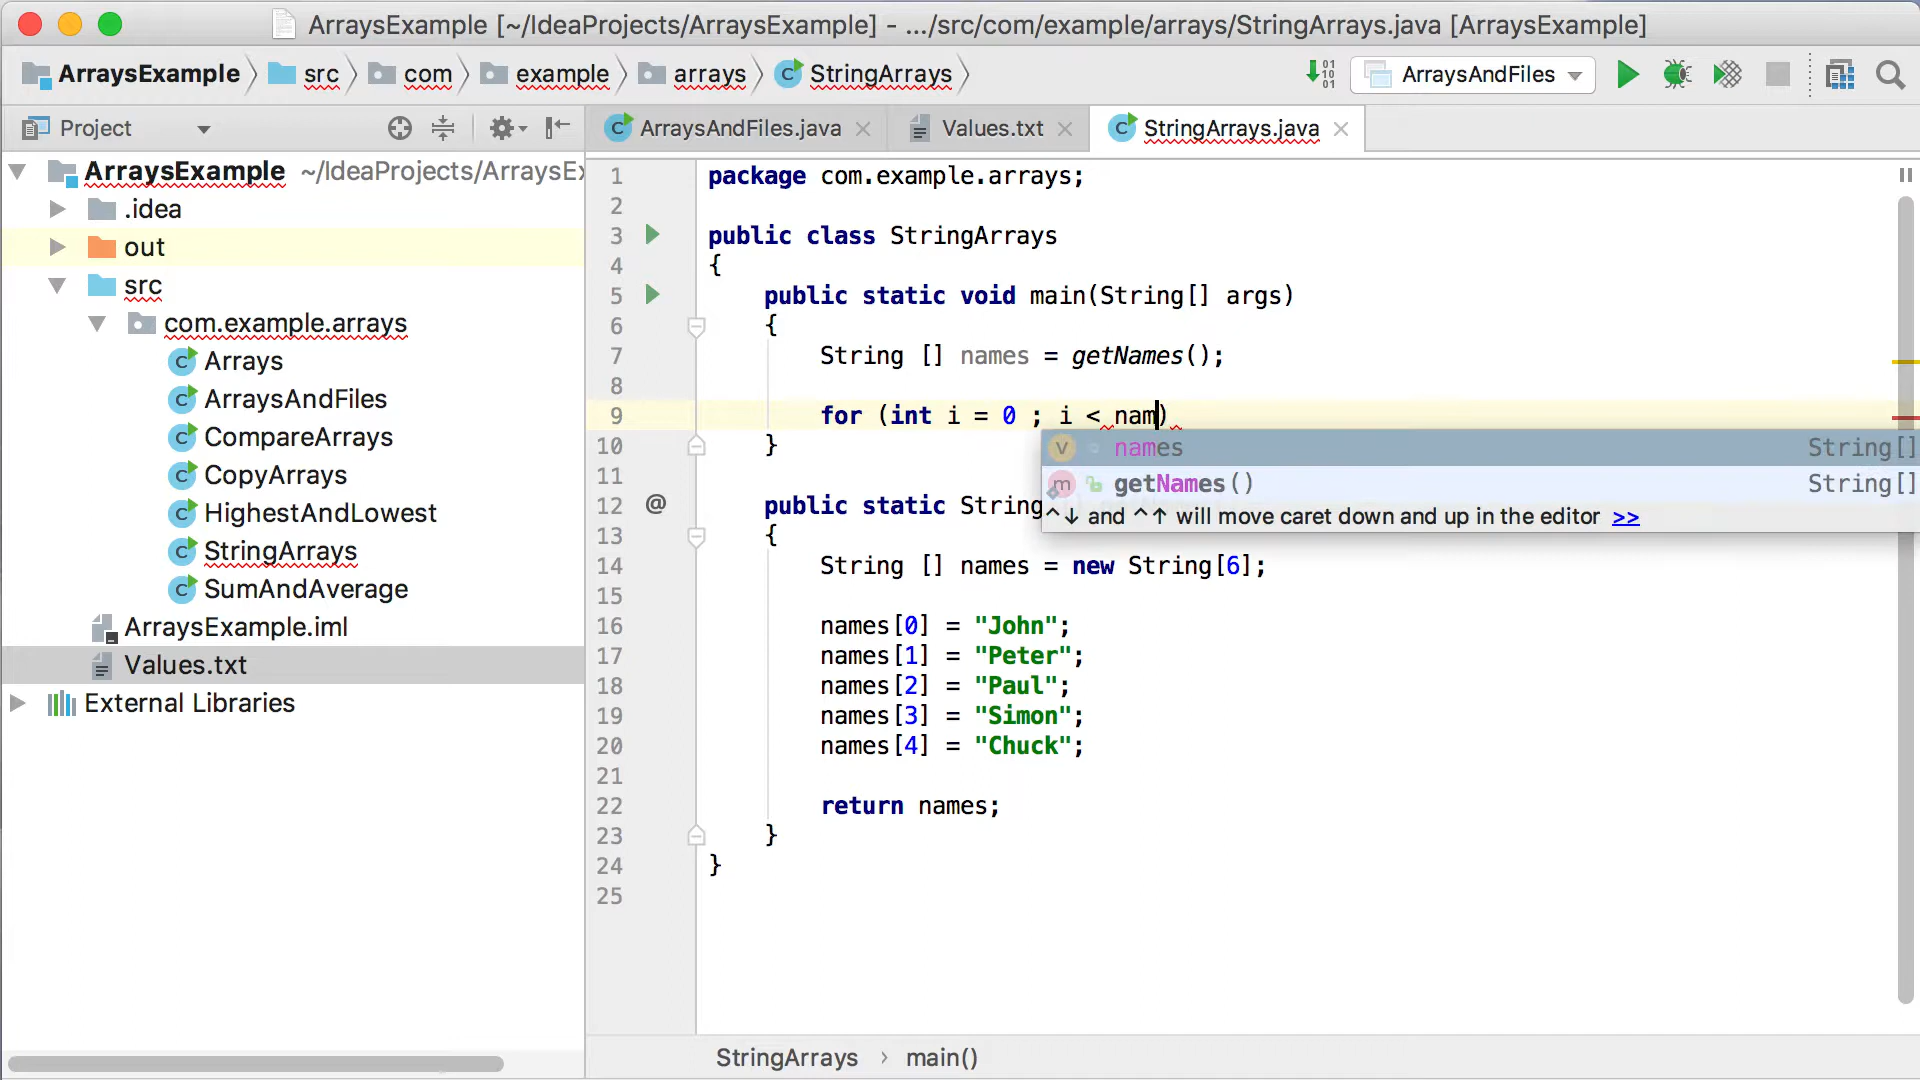 ArraysExample [~/IdeaProjects/ArraysExample] - .../src/com/example/arrays/StringArrays.java [ArraysExample]
ArraysExample src com example arrays StringArrays
ArraysAndFiles
Project
ArraysAndFiles.java Values.txt StringArrays.java
ArraysExample ~/IdeaProjects/ArraysE
.idea
out
src
com.example.arrays
Arrays
ArraysAndFiles
CompareArrays
CopyArrays
HighestAndLowest
StringArrays
SumAndAverage
ArraysExample.iml
Values.txt
External Libraries
1 package com.example.arrays;
2
3 public class StringArrays
4 {
5 public static void main(String[] args)
6 {
7 String [] names = getNames();
8
9 for (int i = 0 ; i < nam)
10 }
11
12 @ public static String
13 {
14 String [] names = new String[6];
15
16 names[0] = "John";
17 names[1] = "Peter";
18 names[2] = "Paul";
19 names[3] = "Simon";
20 names[4] = "Chuck";
21
22 return names;
23 }
24 }
25
v names String[]
m getNames() String[]
^↓ and ^↑ will move caret down and up in the editor >>
StringArrays › main()